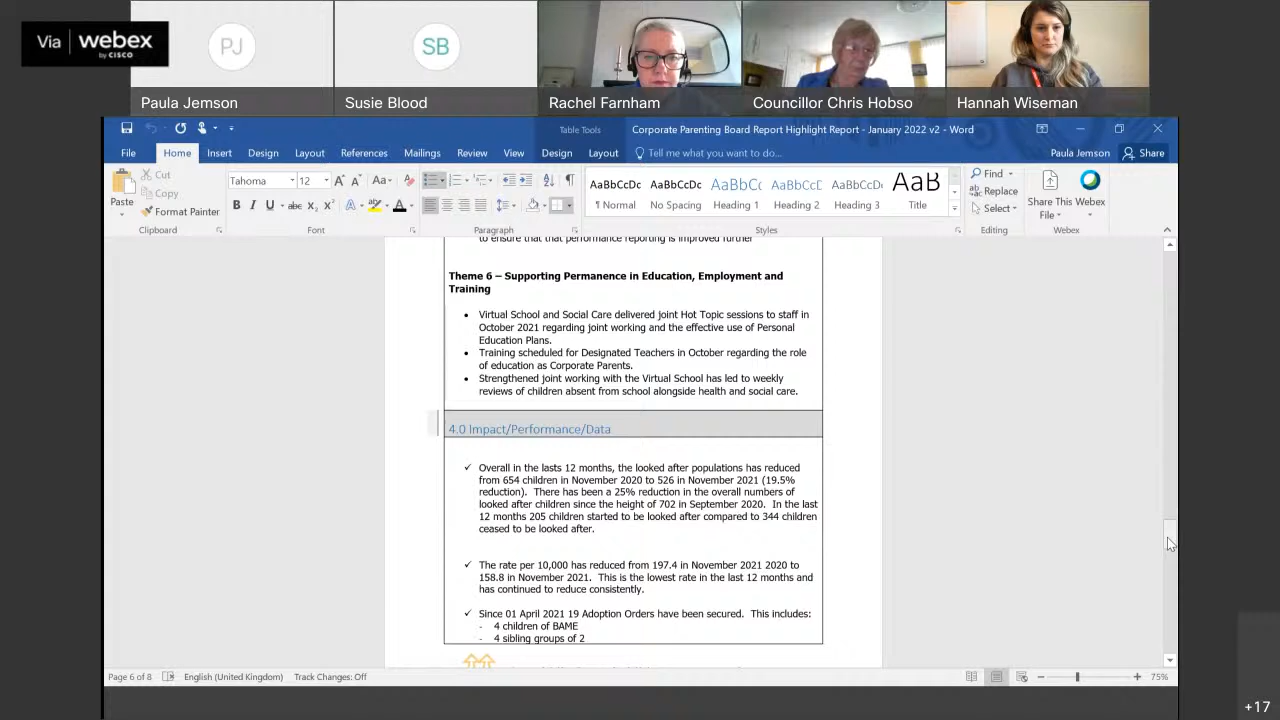 Via webex
by CISCO
PJ
SB
Paula Jemson
Susie Blood
Rachel Farnham
Councillor Chris Hobso
Hannah Wiseman
Table Tools
Corporate Parenting Board Report Highlight Report - January 2022 v2 - Word
File Home Insert Design Layout References Mailings Review View Design Layout Tell me what you want to do... Paula Jemson Share
Paste
Cut
Copy
Format Painter
Clipboard
Tahoma 12
Aa
B I U abc X₂ X²
Font
Paragraph
AaBbCcDc AaBbCcDc AaBbC( AaBbCcD AaBbCcDc AaB
¶ Normal No Spacing Heading 1 Heading 2 Heading 3 Title
Styles
Find
Replace
Select
Editing
Share This File Webex
Webex
to ensure that that performance reporting is improved further
Theme 6 – Supporting Permanence in Education, Employment and
Training
• Virtual School and Social Care delivered joint Hot Topic sessions to staff in
October 2021 regarding joint working and the effective use of Personal
Education Plans.
• Training scheduled for Designated Teachers in October regarding the role
of education as Corporate Parents.
• Strengthened joint working with the Virtual School has led to weekly
reviews of children absent from school alongside health and social care.
4.0 Impact/Performance/Data
✓ Overall in the lasts 12 months, the looked after populations has reduced
from 654 children in November 2020 to 526 in November 2021 (19.5%
reduction). There has been a 25% reduction in the overall numbers of
looked after children since the height of 702 in September 2020. In the last
12 months 205 children started to be looked after compared to 344 children
ceased to be looked after.
✓ The rate per 10,000 has reduced from 197.4 in November 2021 2020 to
158.8 in November 2021. This is the lowest rate in the last 12 months and
has continued to reduce consistently.
✓ Since 01 April 2021 19 Adoption Orders have been secured. This includes:
- 4 children of BAME
- 4 sibling groups of 2
Page 6 of 8 English (United Kingdom) Track Changes: Off 75%
+17